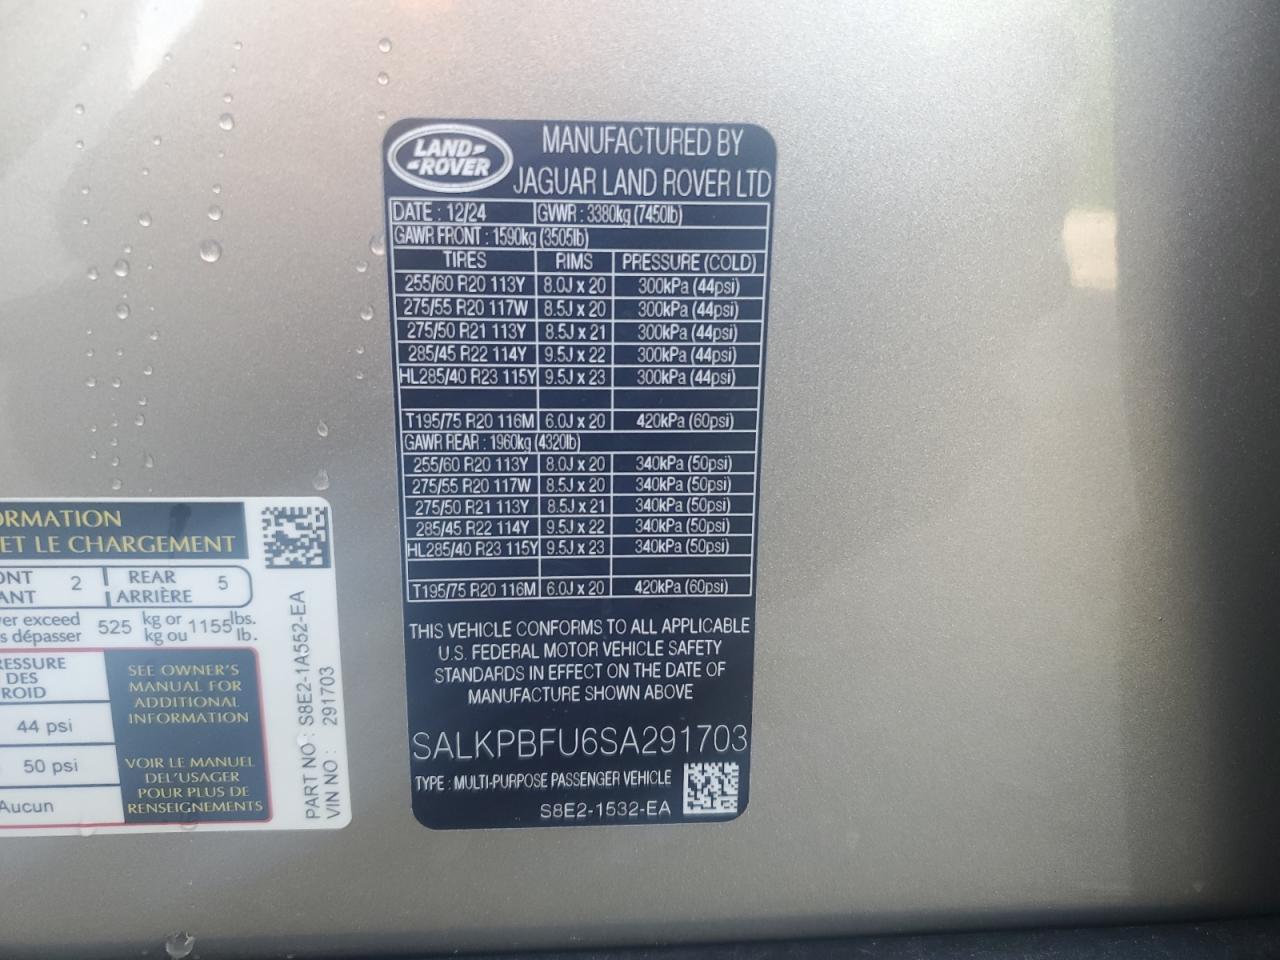 LAND-
-ROVER
MANUFACTURED BY
JAGUAR LAND ROVER LTD
DATE : 12/24 GVWR : 3380kg (7450lb)
GAWR FRONT : 1590kg (3505lb)
TIRES RIMS PRESSURE (COLD)
255/60 R20 113Y 8.0J x 20 300kPa (44psi)
275/55 R20 117W 8.5J x 20 300kPa (44psi)
275/50 R21 113Y 8.5J x 21 300kPa (44psi)
285/45 R22 114Y 9.5J x 22 300kPa (44psi)
HL285/40 R23 115Y 9.5J x 23 300kPa (44psi)
T195/75 R20 116M 6.0J x 20 420kPa (60psi)
GAWR REAR : 1960kg (4320lb)
255/60 R20 113Y 8.0J x 20 340kPa (50psi)
275/55 R20 117W 8.5J x 20 340kPa (50psi)
275/50 R21 113Y 8.5J x 21 340kPa (50psi)
285/45 R22 114Y 9.5J x 22 340kPa (50psi)
HL285/40 R23 115Y 9.5J x 23 340kPa (50psi)
T195/75 R20 116M 6.0J x 20 420kPa (60psi)
THIS VEHICLE CONFORMS TO ALL APPLICABLE
U.S. FEDERAL MOTOR VEHICLE SAFETY
STANDARDS IN EFFECT ON THE DATE OF
MANUFACTURE SHOWN ABOVE
SALKPBFU6SA291703
TYPE : MULTI-PURPOSE PASSENGER VEHICLE
S8E2-1532-EA
ORMATION
ET LE CHARGEMENT
ONT 2 REAR 5
ANT ARRIÈRE
ver exceed 525 kg or 1155 lbs.
s dépasser kg ou lb.
RESSURE
DES
ROID
44 psi
50 psi
Aucun
SEE OWNER'S
MANUAL FOR
ADDITIONAL
INFORMATION
VOIR LE MANUEL
DEL'USAGER
POUR PLUS DE
RENSEIGNEMENTS
PART NO : S8E2-1A552-EA
VIN NO : 291703